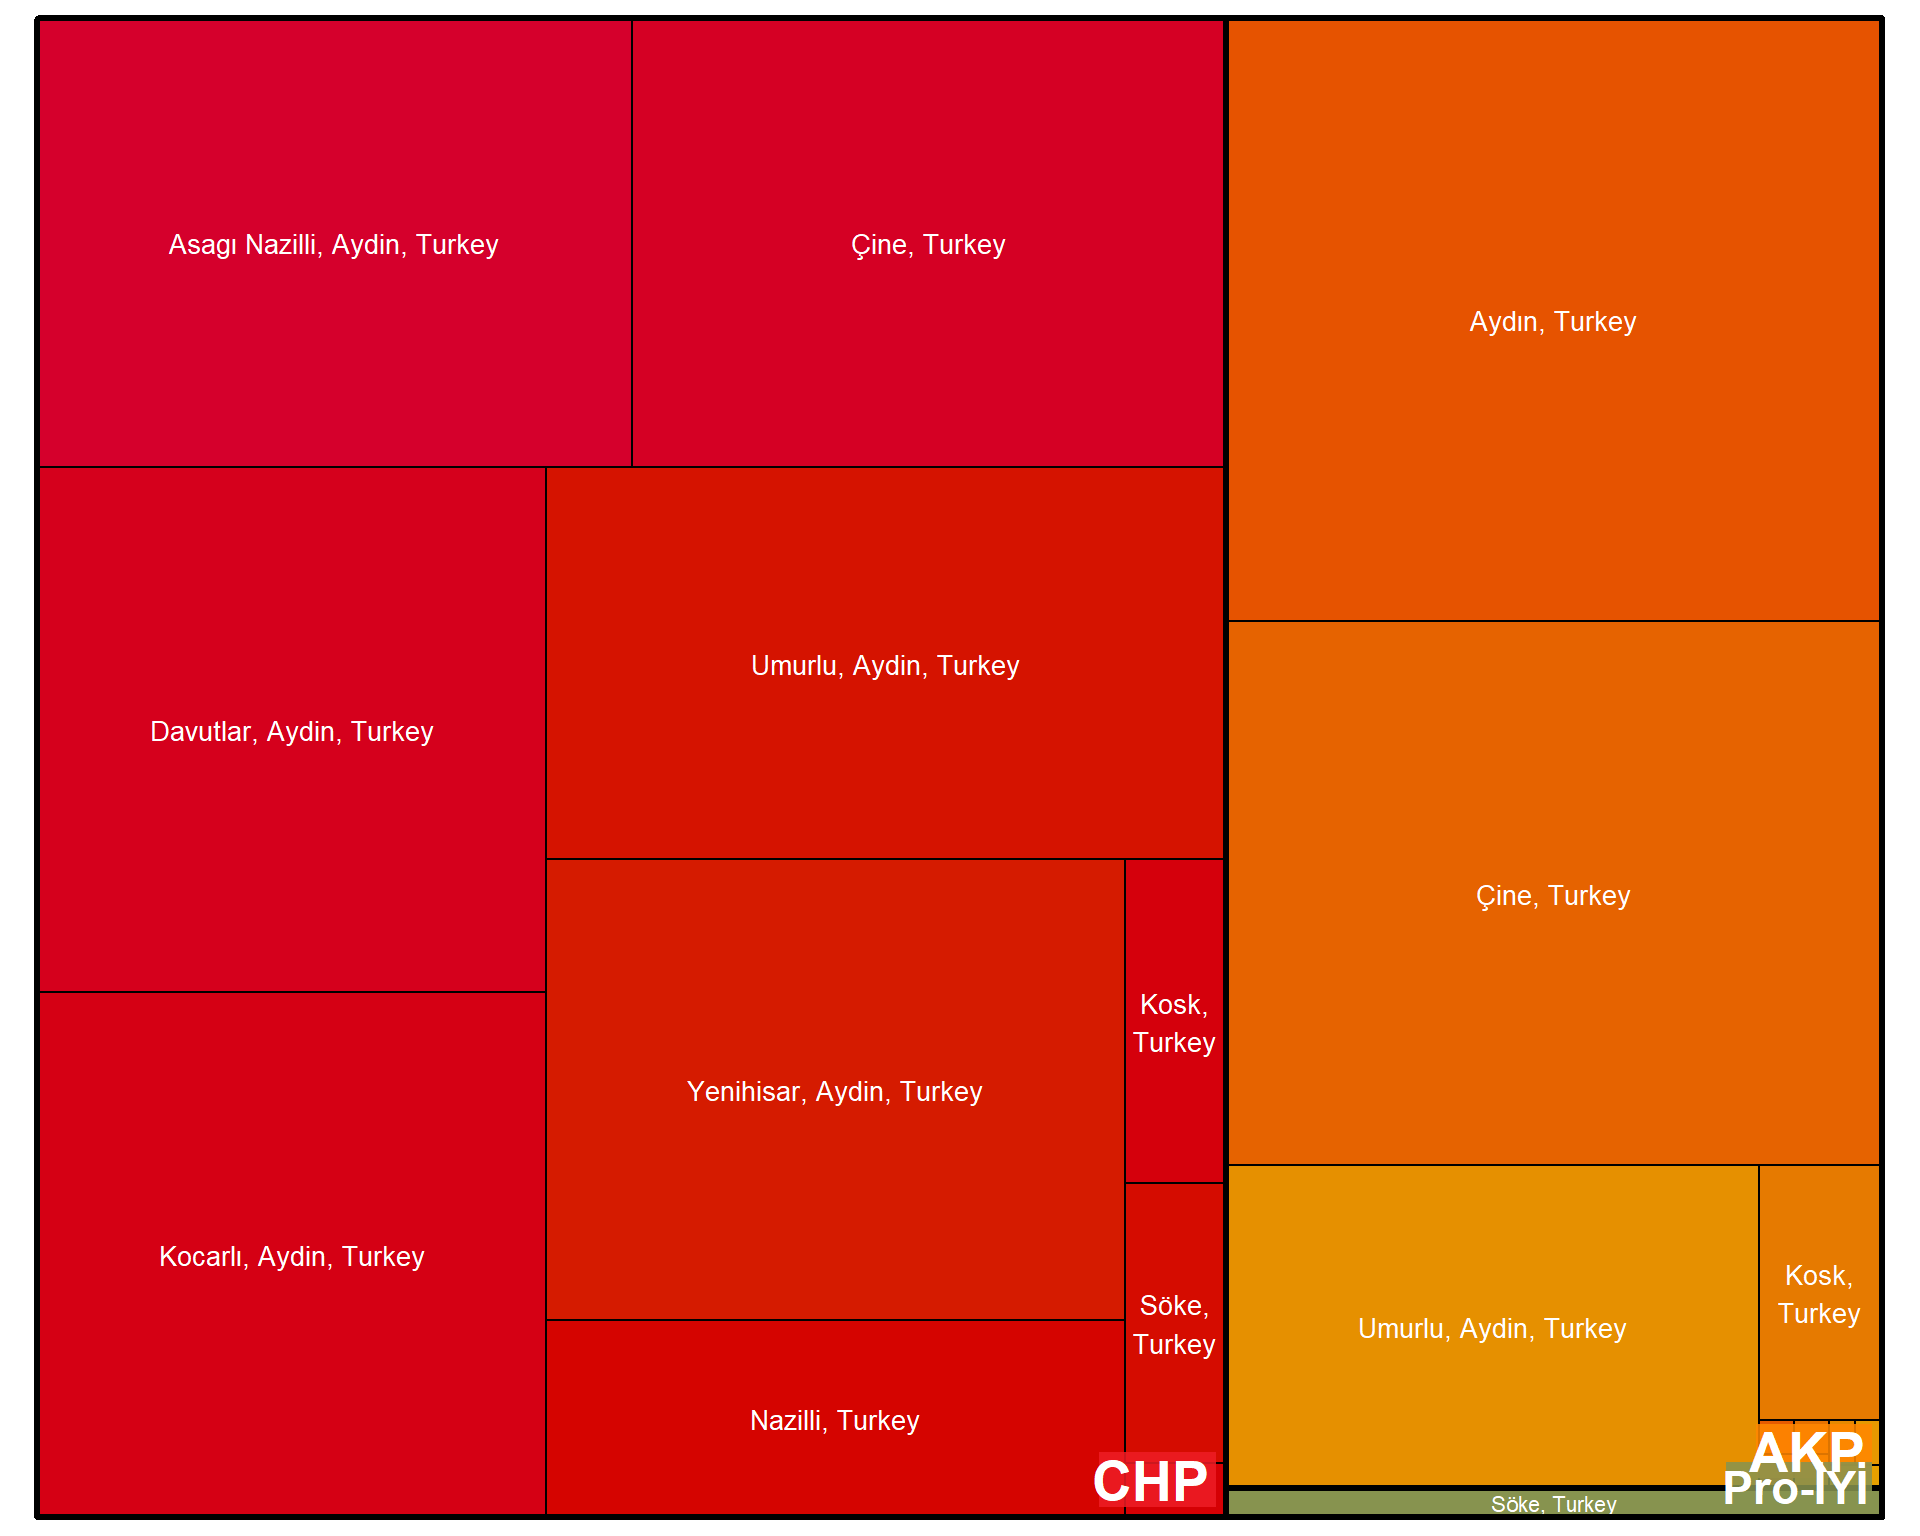 Asagı Nazilli, Aydin, Turkey
Çine, Turkey
Davutlar, Aydin, Turkey
Umurlu, Aydin, Turkey
Kocarlı, Aydin, Turkey
Yenihisar, Aydin, Turkey
Kosk,
Turkey
Söke,
Turkey
Nazilli, Turkey
CHP
Aydın, Turkey
Çine, Turkey
Umurlu, Aydin, Turkey
Kosk,
Turkey
AKP
Pro-İYİ
Söke, Turkey